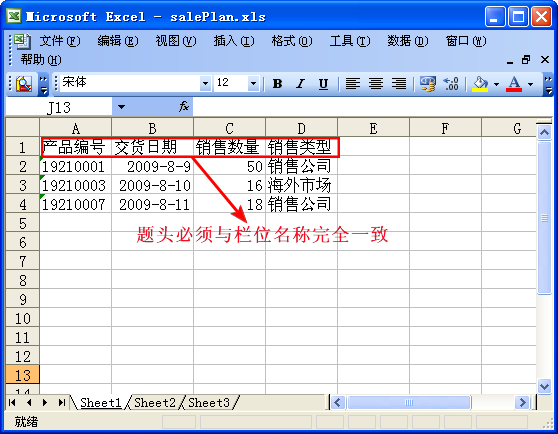 Microsoft Excel - salePlan.xls
文件(F) 编辑(E) 视图(V) 插入(I) 格式(O) 工具(T) 数据(D) 窗口(W)
帮助(H)
宋体 12 B I U A
J13 fx
A B C D E F G
1 产品编号 交货日期 销售数量 销售类型
2 19210001 2009-8-9 50 销售公司
3 19210003 2009-8-10 16 海外市场
4 19210007 2009-8-11 18 销售公司
5
题头必须与栏位名称完全一致
6
7
8
9
10
11
12
13
14
Sheet1 Sheet2 Sheet3
就绪